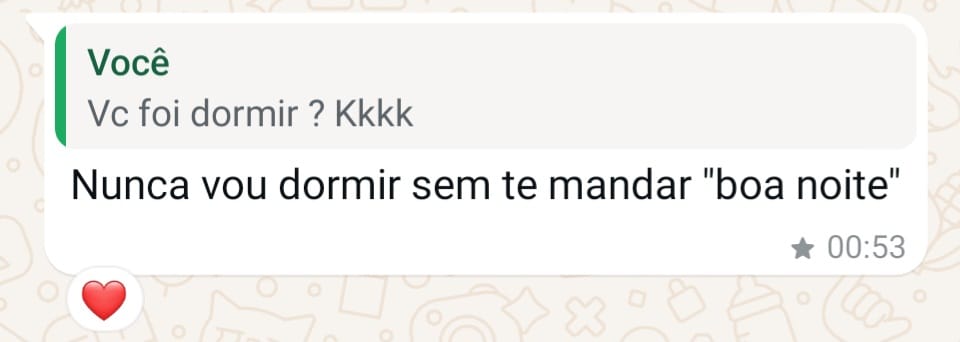 Você
Vc foi dormir ? Kkkk
Nunca vou dormir sem te mandar "boa noite"
00:53